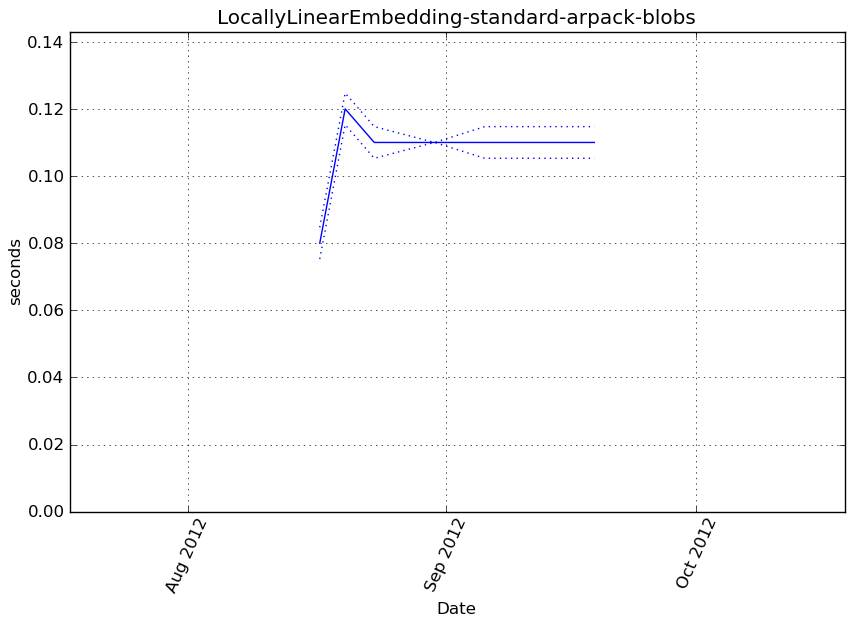 LocallyLinearEmbedding-standard-arpack-blobs
0.14
0.12
0.10
0.08
0.06
0.04
0.02
0.00
seconds
Aug 2012
Sep 2012
Oct 2012
Date